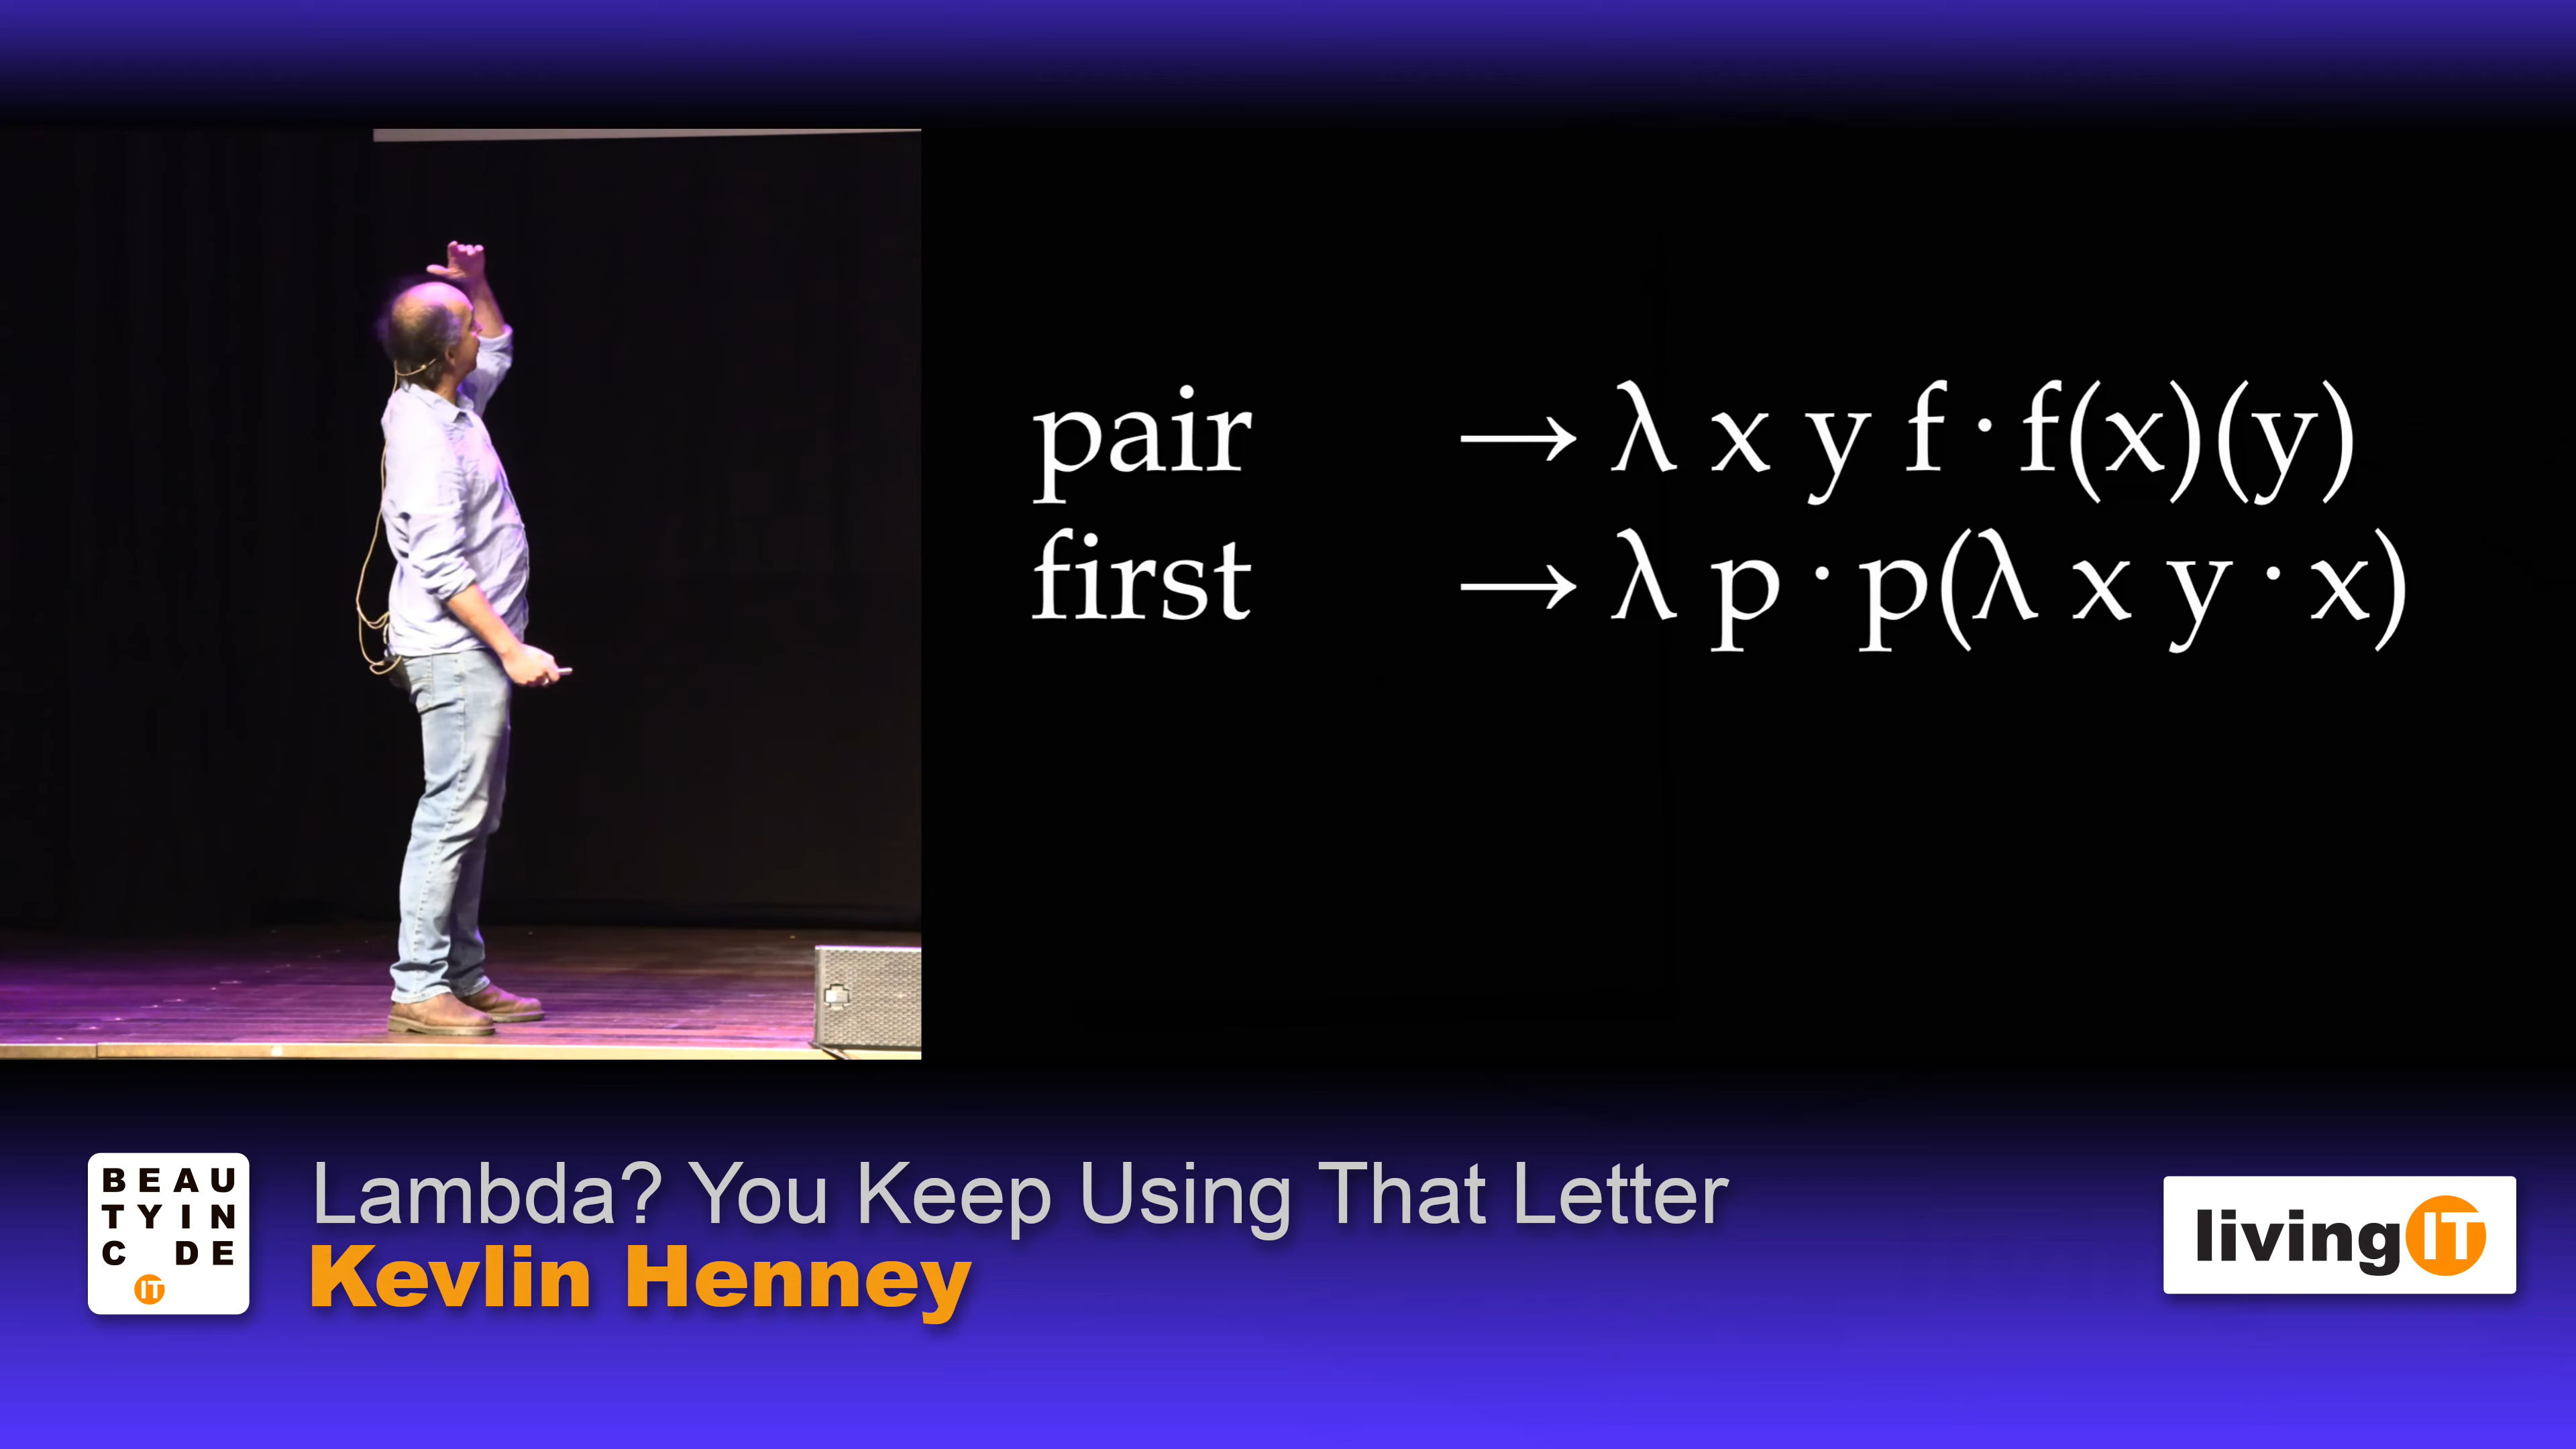 pair → λ x y f · f(x)(y)
first → λ p · p(λ x y · x)
BEAU
TYIN
C DE
IT
Lambda? You Keep Using That Letter
Kevlin Henney
livingIT